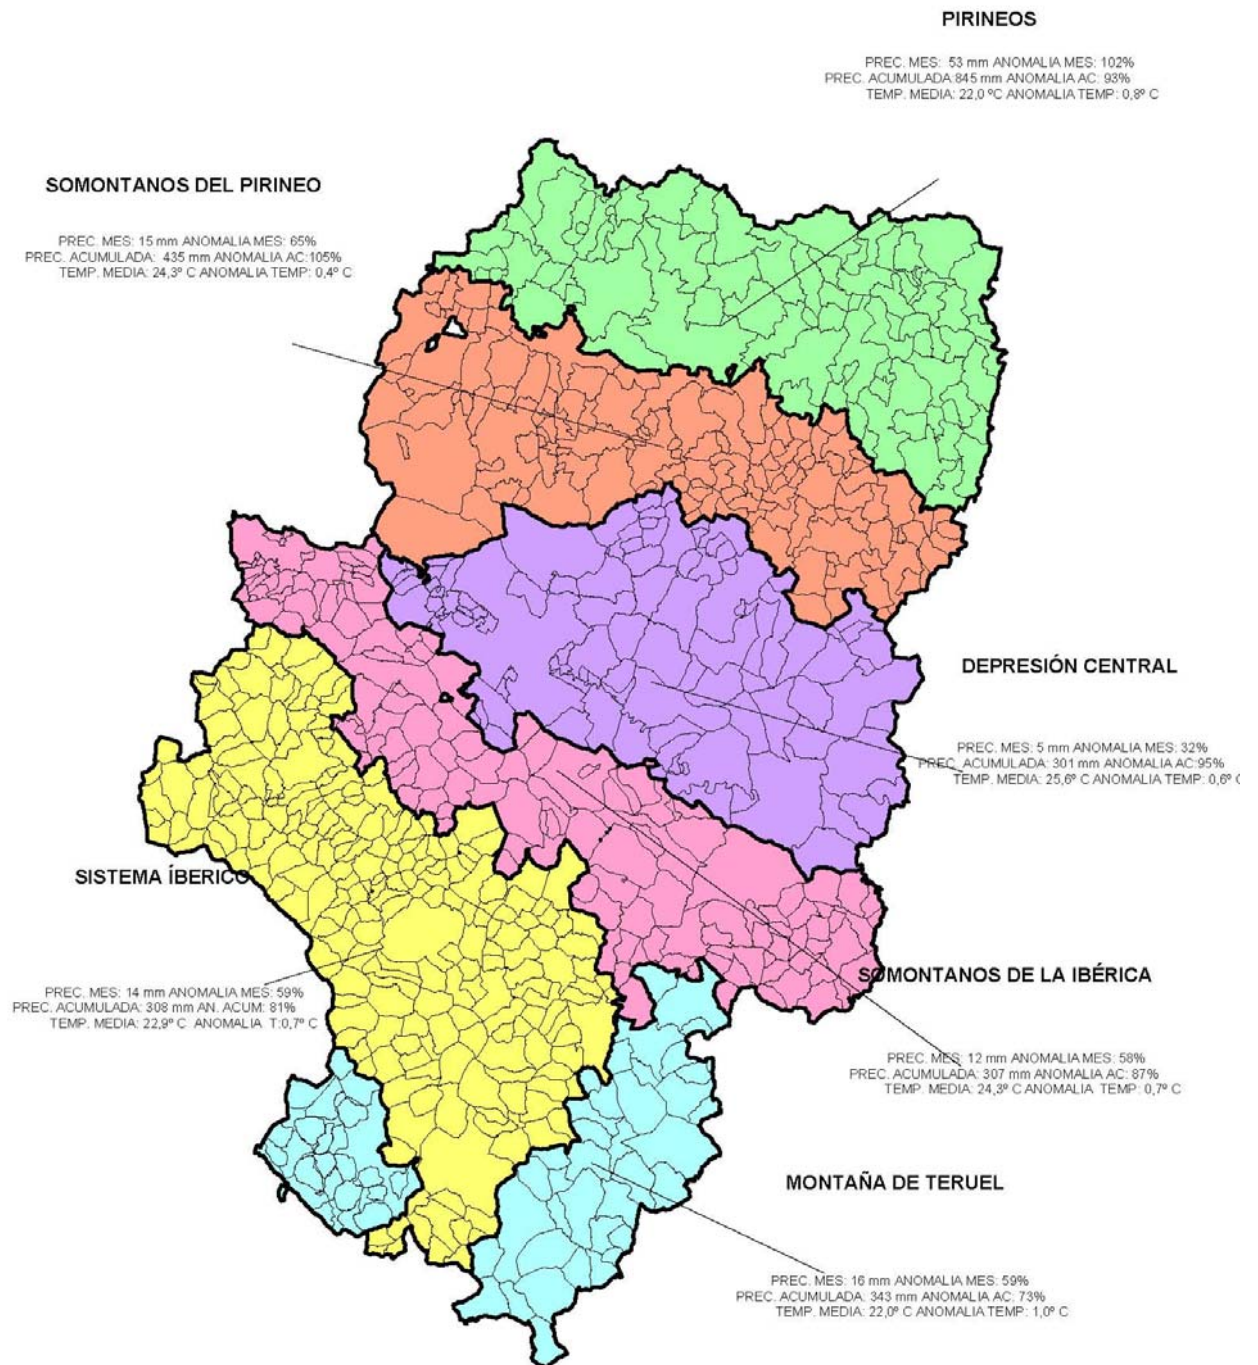 PIRINEOS
PREC. MES: 53 mm ANOMALIA MES: 102%
PREC. ACUMULADA:845 mm ANOMALIA AC: 93%
TEMP. MEDIA: 22,0 ºC ANOMALIA TEMP: 0,8º C
SOMONTANOS DEL PIRINEO
PREC. MES: 15 mm ANOMALIA MES: 65%
PREC. ACUMULADA: 435 mm ANOMALIA AC:105%
TEMP. MEDIA: 24,3º C ANOMALIA TEMP: 0,4º C
DEPRESIÓN CENTRAL
PREC. MES: 5 mm ANOMALIA MES: 32%
PREC. ACUMULADA: 301 mm ANOMALIA AC:95%
TEMP. MEDIA: 25,6º C ANOMALIA TEMP: 0,6º C
SISTEMA ÍBERICO
PREC. MES: 14 mm ANOMALIA MES: 59%
PREC. ACUMULADA: 308 mm AN. ACUM: 81%
TEMP. MEDIA: 22,9º C ANOMALIA T:0,7º C
SOMONTANOS DE LA IBÉRICA
PREC. MES: 12 mm ANOMALIA MES: 58%
PREC. ACUMULADA: 307 mm ANOMALIA AC: 87%
TEMP. MEDIA: 24,3º C ANOMALIA TEMP: 0,7º C
MONTAÑA DE TERUEL
PREC. MES: 16 mm ANOMALIA MES: 59%
PREC. ACUMULADA: 343 mm ANOMALIA AC: 73%
TEMP. MEDIA: 22,0º C ANOMALIA TEMP: 1,0º C